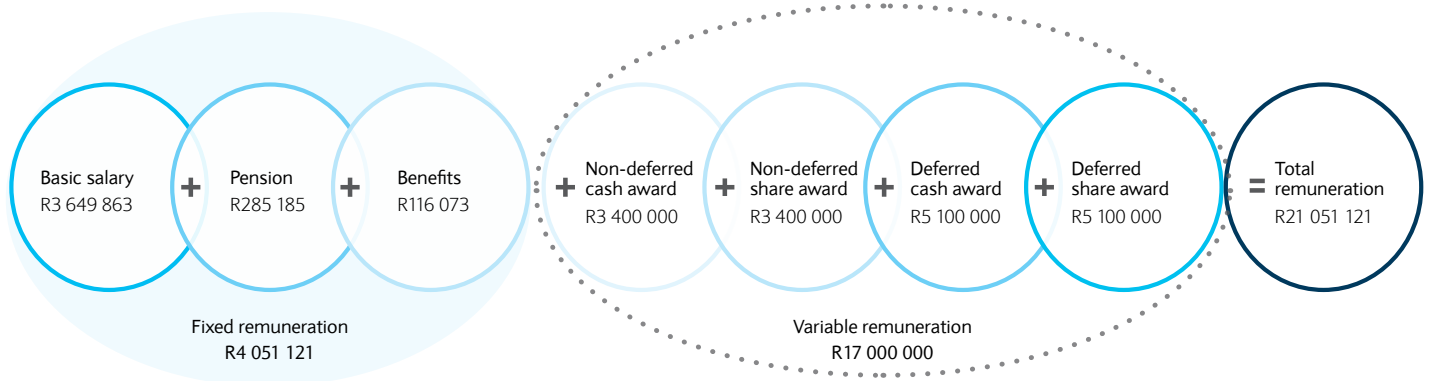 Basic salary
R3 649 863
+
Pension
R285 185
+
Benefits
R116 073
+
Non-deferred
cash award
R3 400 000
+
Non-deferred
share award
R3 400 000
+
Deferred
cash award
R5 100 000
+
Deferred
share award
R5 100 000
=
Total
remuneration
R21 051 121
Fixed remuneration
R4 051 121
Variable remuneration
R17 000 000